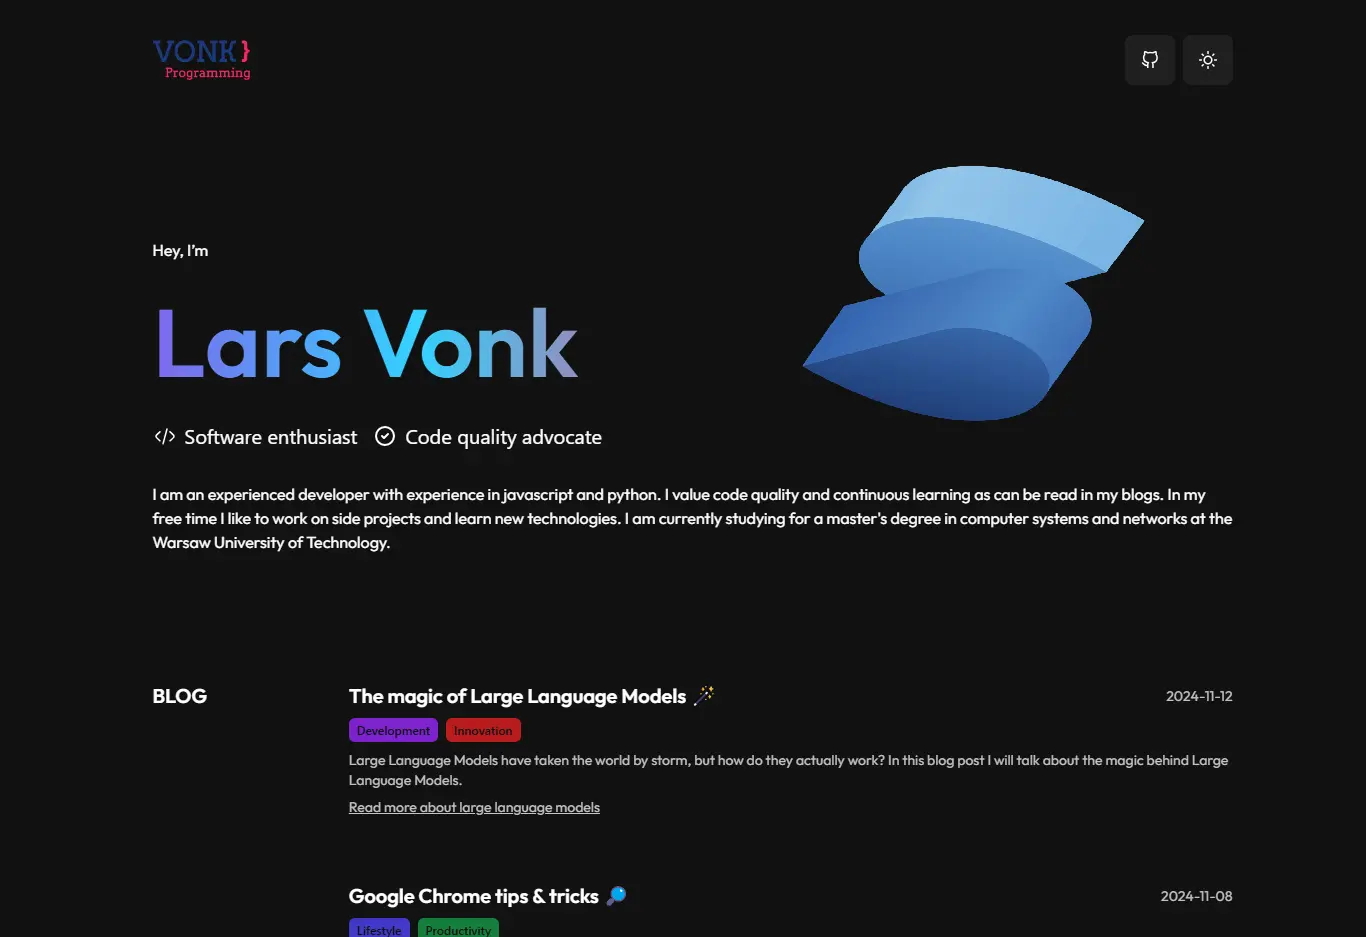 VONK}
Programming
Hey, I'm
Lars Vonk
Software enthusiast Code quality advocate
I am an experienced developer with experience in javascript and python. I value code quality and continuous learning as can be read in my blogs. In my
free time I like to work on side projects and learn new technologies. I am currently studying for a master's degree in computer systems and networks at the
Warsaw University of Technology.
BLOG
The magic of Large Language Models 🪄 2024-11-12
Development Innovation
Large Language Models have taken the world by storm, but how do they actually work? In this blog post I will talk about the magic behind Large
Language Models.
Read more about large language models
Google Chrome tips & tricks 🔎 2024-11-08
Lifestyle Productivity